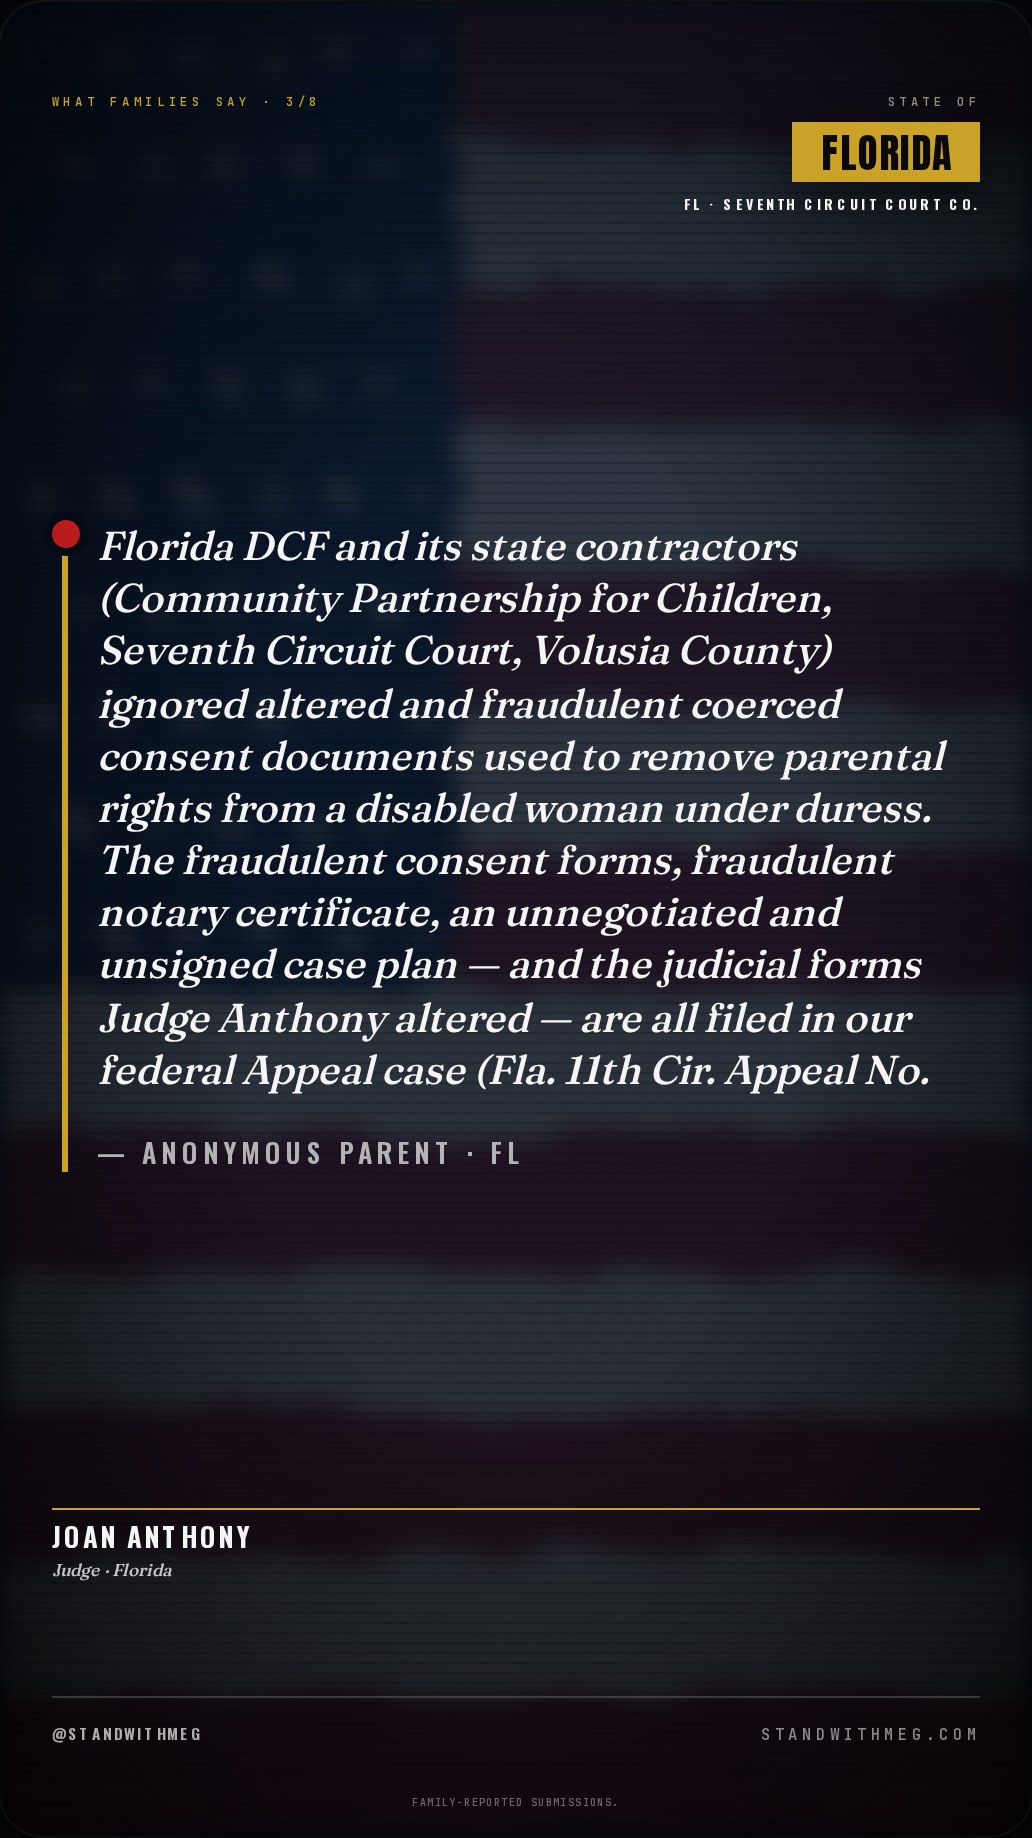 WHAT FAMILIES SAY · 3/8
STATE OF
FLORIDA
FL · SEVENTH CIRCUIT COURT CO.
Florida DCF and its state contractors
(Community Partnership for Children,
Seventh Circuit Court, Volusia County)
ignored altered and fraudulent coerced
consent documents used to remove parental
rights from a disabled woman under duress.
The fraudulent consent forms, fraudulent
notary certificate, an unnegotiated and
unsigned case plan — and the judicial forms
Judge Anthony altered — are all filed in our
federal Appeal case (Fla. 11th Cir. Appeal No.
— ANONYMOUS PARENT · FL
JOAN ANTHONY
Judge · Florida
@STANDWITHMEG
STANDWITHMEG.COM
FAMILY-REPORTED SUBMISSIONS.